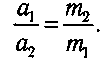 a₁/a₂ = m₂/m₁.